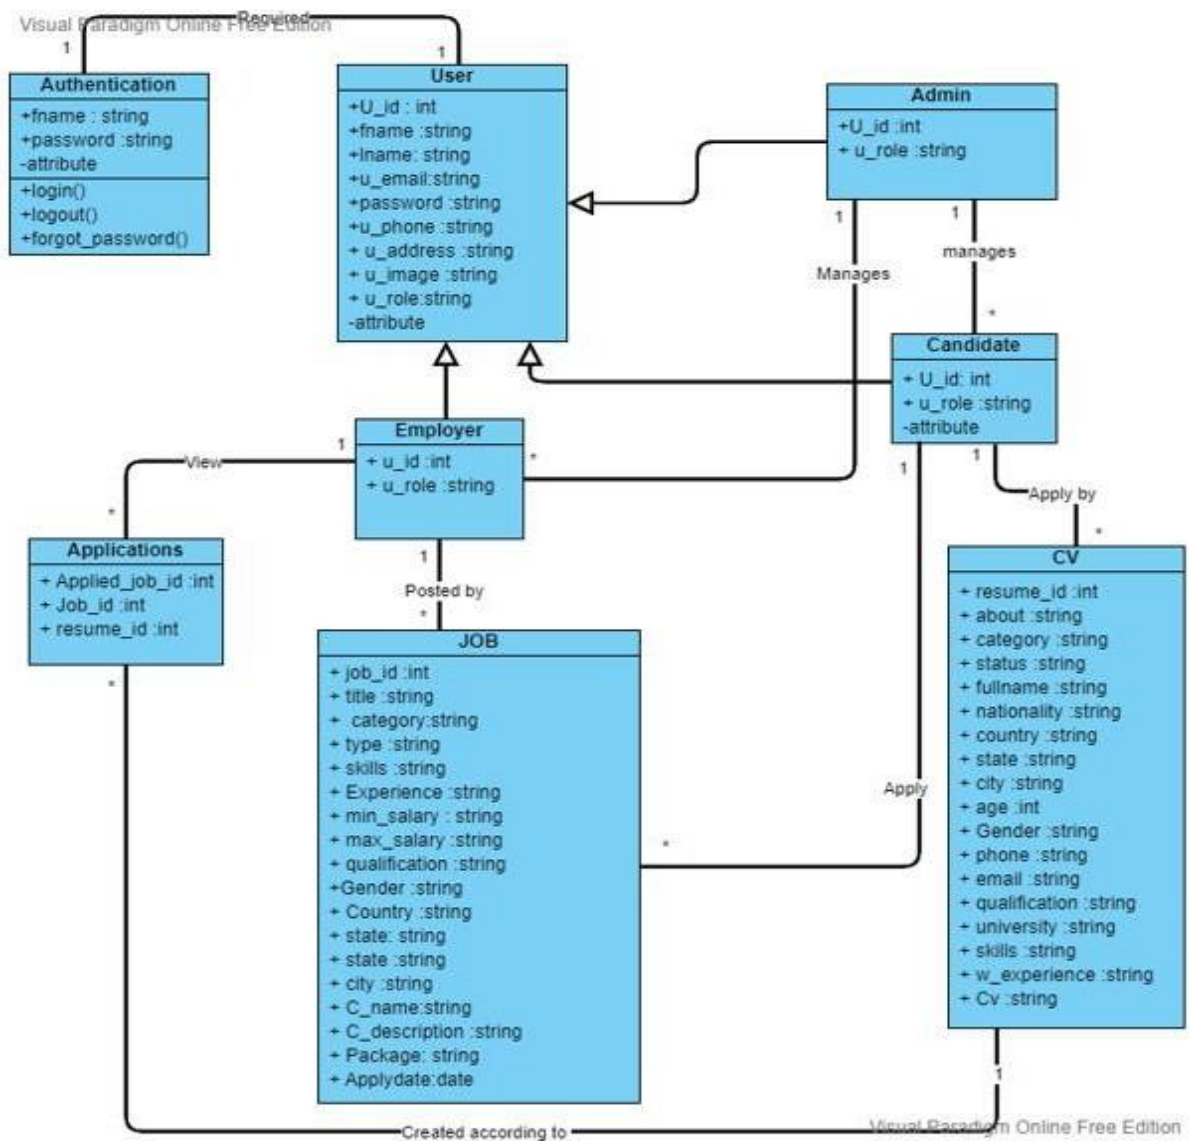 Visual Paradigm Online Free Edition
Required
1
1
Authentication
+fname : string
+password :string
-attribute
+login()
+logout()
+forgot_password()
User
+U_id : int
+fname :string
+lname: string
+u_email:string
+password :string
+u_phone :string
+ u_address :string
+ u_image :string
+ u_role:string
-attribute
Admin
+U_id :int
+ u_role :string
1
1
Manages
manages
*
Candidate
+ U_id: int
+ u_role :string
-attribute
1
1
Employer
+ u_id :int
+ u_role :string
1
*
View
*
Applications
+ Applied_job_id :int
+ Job_id :int
+ resume_id :int
*
1
Posted by
*
JOB
+ job_id :int
+ title :string
+ category:string
+ type :string
+ skills :string
+ Experience :string
+ min_salary : string
+ max_salary :string
+ qualification :string
+Gender :string
+ Country :string
+ state: string
+ state :string
+ city :string
+ C_name:string
+ C_description :string
+ Package: string
+ Applydate:date
Apply
*
Apply by
*
CV
+ resume_id :int
+ about :string
+ category :string
+ status :string
+ fullname :string
+ nationality :string
+ country :string
+ state :string
+ city :string
+ age :int
+ Gender :string
+ phone :string
+ email :string
+ qualification :string
+ university :string
+ skills :string
+ w_experience :string
+ Cv :string
1
Created according to
Visual Paradigm Online Free Edition